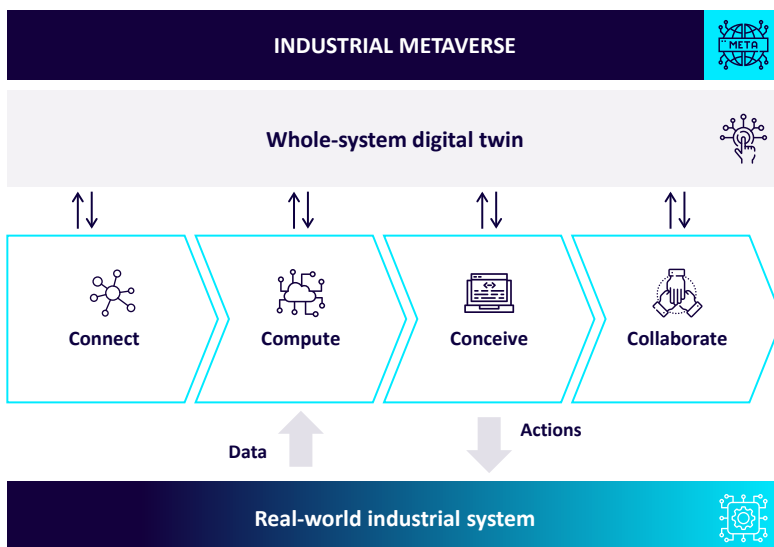 INDUSTRIAL METAVERSE
META
Whole-system digital twin
Connect
Compute
Conceive
Collaborate
Data
Actions
Real-world industrial system